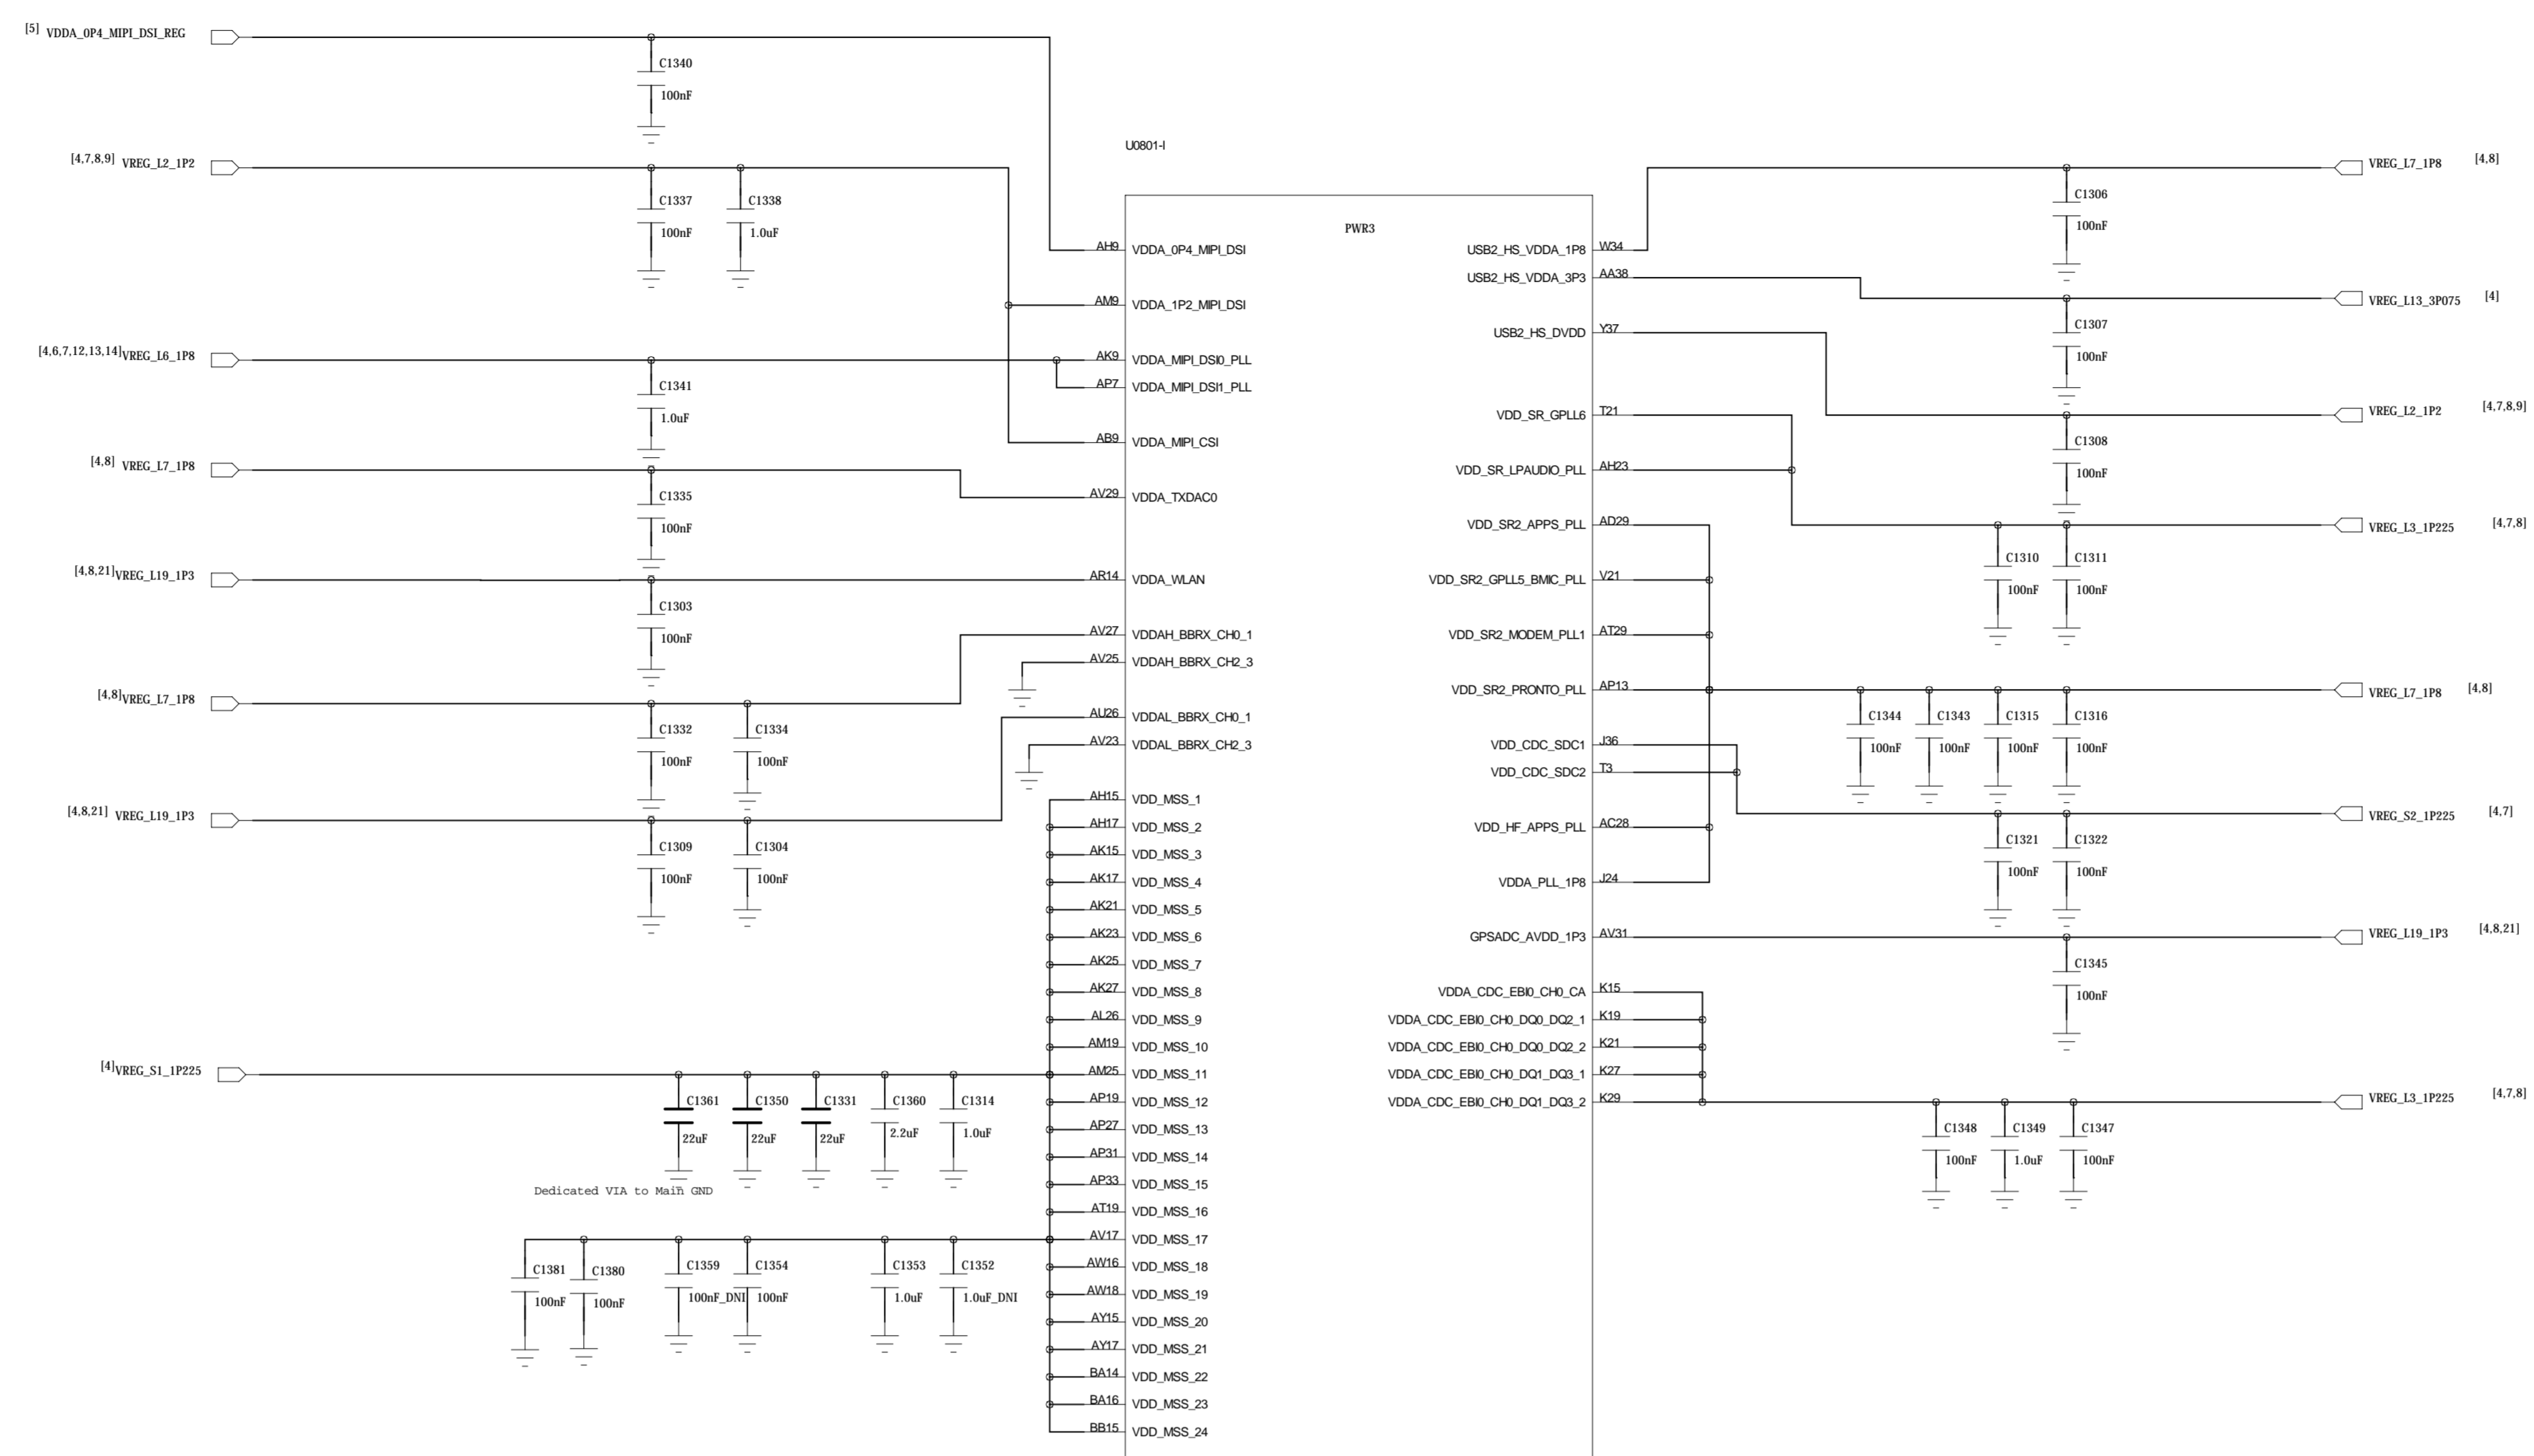 [5] VDDA_0P4_MIPI_DSI_REG
C1340
100nF
U0801-I
[4,7,8,9] VREG_L2_1P2
C1337
100nF
C1338
1.0uF
[4,6,7,12,13,14]VREG_L6_1P8
C1341
1.0uF
[4,8] VREG_L7_1P8
C1335
100nF
[4,8,21]VREG_L19_1P3
C1303
100nF
[4,8]VREG_L7_1P8
C1332
100nF
C1334
100nF
[4,8,21] VREG_L19_1P3
C1309
100nF
C1304
100nF
[4]VREG_S1_1P225
C1361
22uF
C1350
22uF
C1331
22uF
C1360
2.2uF
C1314
1.0uF
Dedicated VIA to Main GND
C1381
100nF
C1380
100nF
C1359
100nF_DNI
C1354
100nF
C1353
1.0uF
C1352
1.0uF_DNI
PWR3
AH9 VDDA_0P4_MIPI_DSI
AM9 VDDA_1P2_MIPI_DSI
AK9 VDDA_MIPI_DSI0_PLL
AP7 VDDA_MIPI_DSI1_PLL
AB9 VDDA_MIPI_CSI
AV29 VDDA_TXDAC0
AR14 VDDA_WLAN
AV27 VDDAH_BBRX_CH0_1
AV25 VDDAH_BBRX_CH2_3
AU26 VDDAL_BBRX_CH0_1
AV23 VDDAL_BBRX_CH2_3
AH15 VDD_MSS_1
AH17 VDD_MSS_2
AK15 VDD_MSS_3
AK17 VDD_MSS_4
AK21 VDD_MSS_5
AK23 VDD_MSS_6
AK25 VDD_MSS_7
AK27 VDD_MSS_8
AL26 VDD_MSS_9
AM19 VDD_MSS_10
AM25 VDD_MSS_11
AP19 VDD_MSS_12
AP27 VDD_MSS_13
AP31 VDD_MSS_14
AP33 VDD_MSS_15
AT19 VDD_MSS_16
AV17 VDD_MSS_17
AW16 VDD_MSS_18
AW18 VDD_MSS_19
AY15 VDD_MSS_20
AY17 VDD_MSS_21
BA14 VDD_MSS_22
BA16 VDD_MSS_23
BB15 VDD_MSS_24
USB2_HS_VDDA_1P8 W34
USB2_HS_VDDA_3P3 AA38
USB2_HS_DVDD Y37
VDD_SR_GPLL6 T21
VDD_SR_LPAUDIO_PLL AH23
VDD_SR2_APPS_PLL AD29
VDD_SR2_GPLL5_BMIC_PLL V21
VDD_SR2_MODEM_PLL1 AT29
VDD_SR2_PRONTO_PLL AP13
VDD_CDC_SDC1 J36
VDD_CDC_SDC2 T3
VDD_HF_APPS_PLL AC28
VDDA_PLL_1P8 J24
GPSADC_AVDD_1P3 AV31
VDDA_CDC_EBI0_CH0_CA K15
VDDA_CDC_EBI0_CH0_DQ0_DQ2_1 K19
VDDA_CDC_EBI0_CH0_DQ0_DQ2_2 K21
VDDA_CDC_EBI0_CH0_DQ1_DQ3_1 K27
VDDA_CDC_EBI0_CH0_DQ1_DQ3_2 K29
VREG_L7_1P8 [4,8]
C1306
100nF
VREG_L13_3P075 [4]
C1307
100nF
VREG_L2_1P2 [4,7,8,9]
C1308
100nF
VREG_L3_1P225 [4,7,8]
C1310
100nF
C1311
100nF
VREG_L7_1P8 [4,8]
C1344
100nF
C1343
100nF
C1315
100nF
C1316
100nF
VREG_S2_1P225 [4,7]
C1321
100nF
C1322
100nF
VREG_L19_1P3 [4,8,21]
C1345
100nF
VREG_L3_1P225 [4,7,8]
C1348
100nF
C1349
1.0uF
C1347
100nF